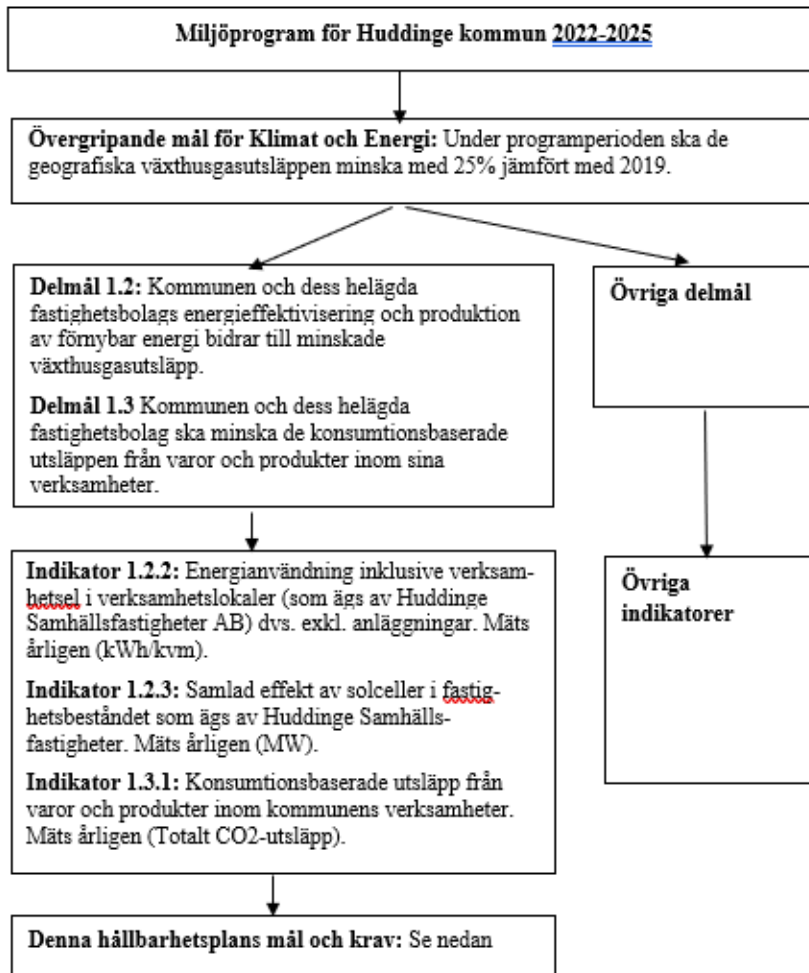 Miljöprogram för Huddinge kommun 2022-2025
Övergripande mål för Klimat och Energi: Under programperioden ska de
geografiska växthusgasutsläppen minska med 25% jämfört med 2019.
Delmål 1.2: Kommunen och dess helägda
fastighetsbolags energieffektivisering och produktion
av förnybar energi bidrar till minskade
växthusgasutsläpp.
Delmål 1.3 Kommunen och dess helägda
fastighetsbolag ska minska de konsumtionsbaserade
utsläppen från varor och produkter inom sina
verksamheter.
Övriga delmål
Indikator 1.2.2: Energianvändning inklusive verksam-
hetsel i verksamhetslokaler (som ägs av Huddinge
Samhällsfastigheter AB) dvs. exkl. anläggningar. Mäts
årligen (kWh/kvm).
Indikator 1.2.3: Samlad effekt av solceller i fastig-
hetsbeståndet som ägs av Huddinge Samhälls-
fastigheter. Mäts årligen (MW).
Indikator 1.3.1: Konsumtionsbaserade utsläpp från
varor och produkter inom kommunens verksamheter.
Mäts årligen (Totalt CO2-utsläpp).
Övriga
indikatorer
Denna hållbarhetsplans mål och krav: Se nedan